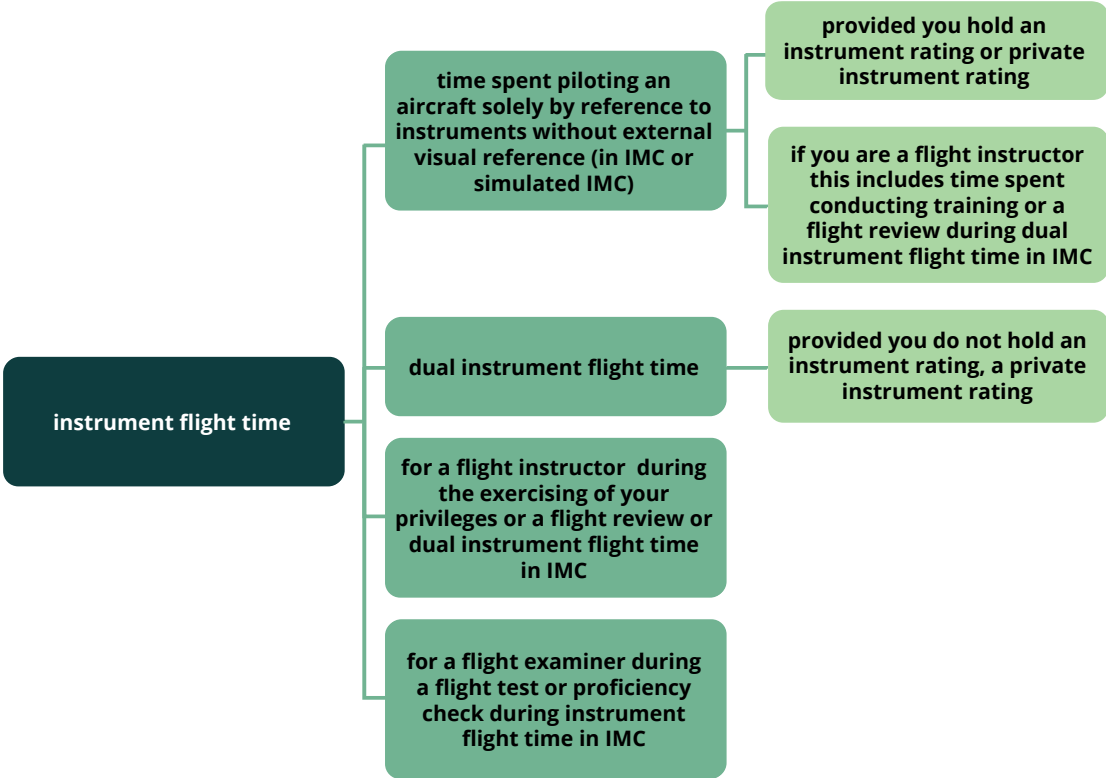 instrument flight time
time spent piloting an
aircraft solely by reference to
instruments without external
visual reference (in IMC or
simulated IMC)
provided you hold an
instrument rating or private
instrument rating
if you are a flight instructor
this includes time spent
conducting training or a
flight review during dual
instrument flight time in IMC
dual instrument flight time
provided you do not hold an
instrument rating, a private
instrument rating
for a flight instructor during
the exercising of your
privileges or a flight review or
dual instrument flight time
in IMC
for a flight examiner during
a flight test or proficiency
check during instrument
flight time in IMC